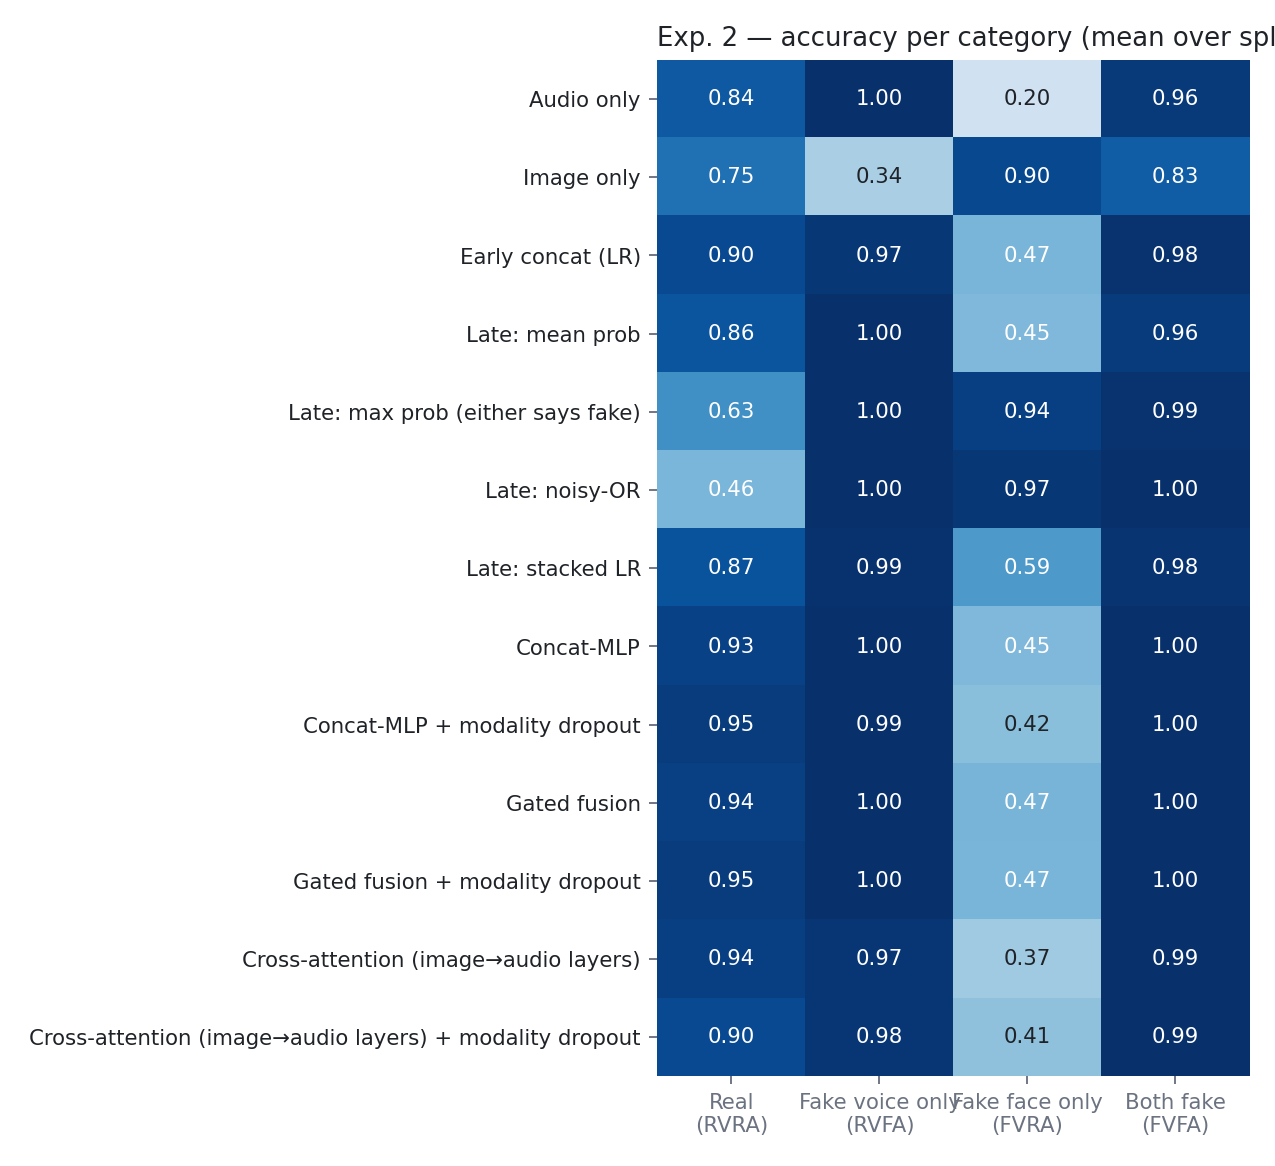 Exp. 2 — accuracy per category (mean over spl
Audio only 0.84 1.00 0.20 0.96
Image only 0.75 0.34 0.90 0.83
Early concat (LR) 0.90 0.97 0.47 0.98
Late: mean prob 0.86 1.00 0.45 0.96
Late: max prob (either says fake) 0.63 1.00 0.94 0.99
Late: noisy-OR 0.46 1.00 0.97 1.00
Late: stacked LR 0.87 0.99 0.59 0.98
Concat-MLP 0.93 1.00 0.45 1.00
Concat-MLP + modality dropout 0.95 0.99 0.42 1.00
Gated fusion 0.94 1.00 0.47 1.00
Gated fusion + modality dropout 0.95 1.00 0.47 1.00
Cross-attention (image→audio layers) 0.94 0.97 0.37 0.99
Cross-attention (image→audio layers) + modality dropout 0.90 0.98 0.41 0.99
Real Fake voice only Fake face only Both fake
(RVRA) (RVFA) (FVRA) (FVFA)